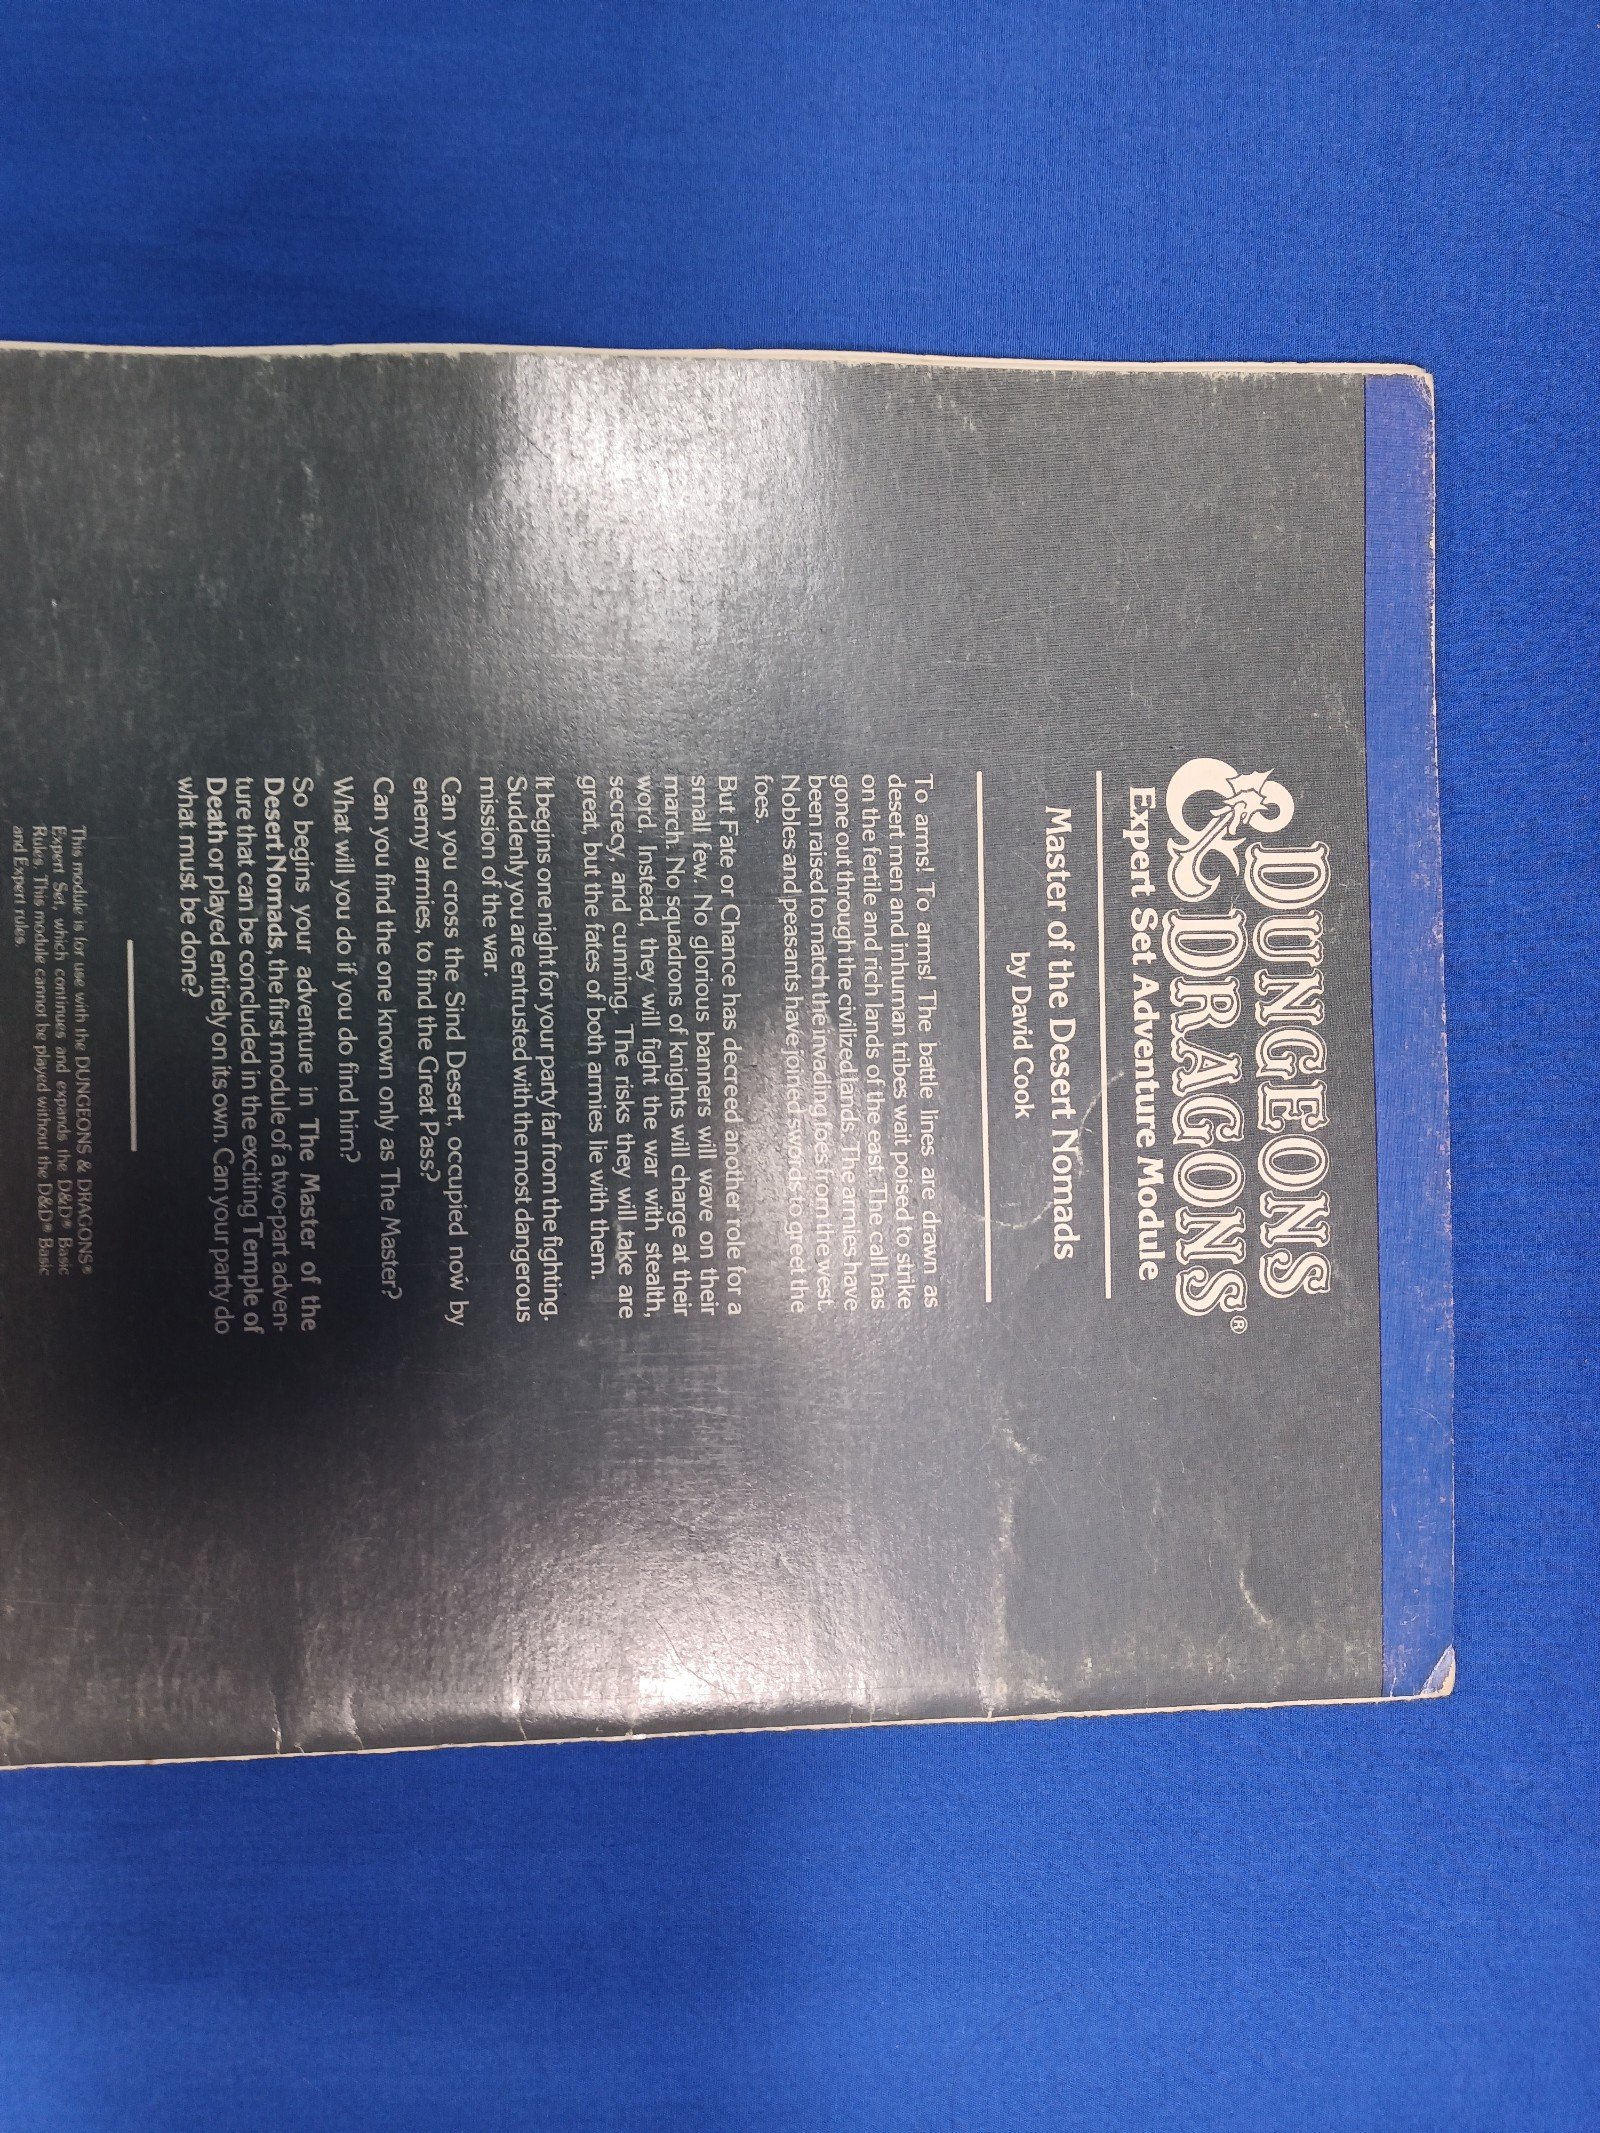 DUNGEONS
& DRAGONS®
Expert Set Adventure Module
Master of the Desert Nomads
by David Cook
To arms! To arms! The battle lines are drawn as
desert men and inhuman tribes wait poised to strike
on the fertile and rich lands of the east. The call has
gone out through the civilized lands. The armies have
been raised to match the invading foes from the west.
Nobles and peasants have joined swords to greet the
foes.
But Fate or Chance has decreed another role for a
small few. No glorious banners will wave on their
march. No squadrons of knights will charge at their
word. Instead, they will fight the war with stealth,
secrecy, and cunning. The risks they will take are
great, but the fates of both armies lie with them.
It begins one night for your party far from the fighting.
Suddenly you are entrusted with the most dangerous
mission of the war.
Can you cross the Sind Desert, occupied now by
enemy armies, to find the Great Pass?
Can you find the one known only as The Master?
What will you do if you do find him?
So begins your adventure in The Master of the
Desert Nomads, the first module of a two-part adven-
ture that can be concluded in the exciting Temple of
Death or played entirely on its own. Can your party do
what must be done?
This module is for use with the DUNGEONS & DRAGONS®
Expert Set, which continues and expands the D&D® Basic
Rules. This module cannot be played without the D&D® Basic
and Expert rules.